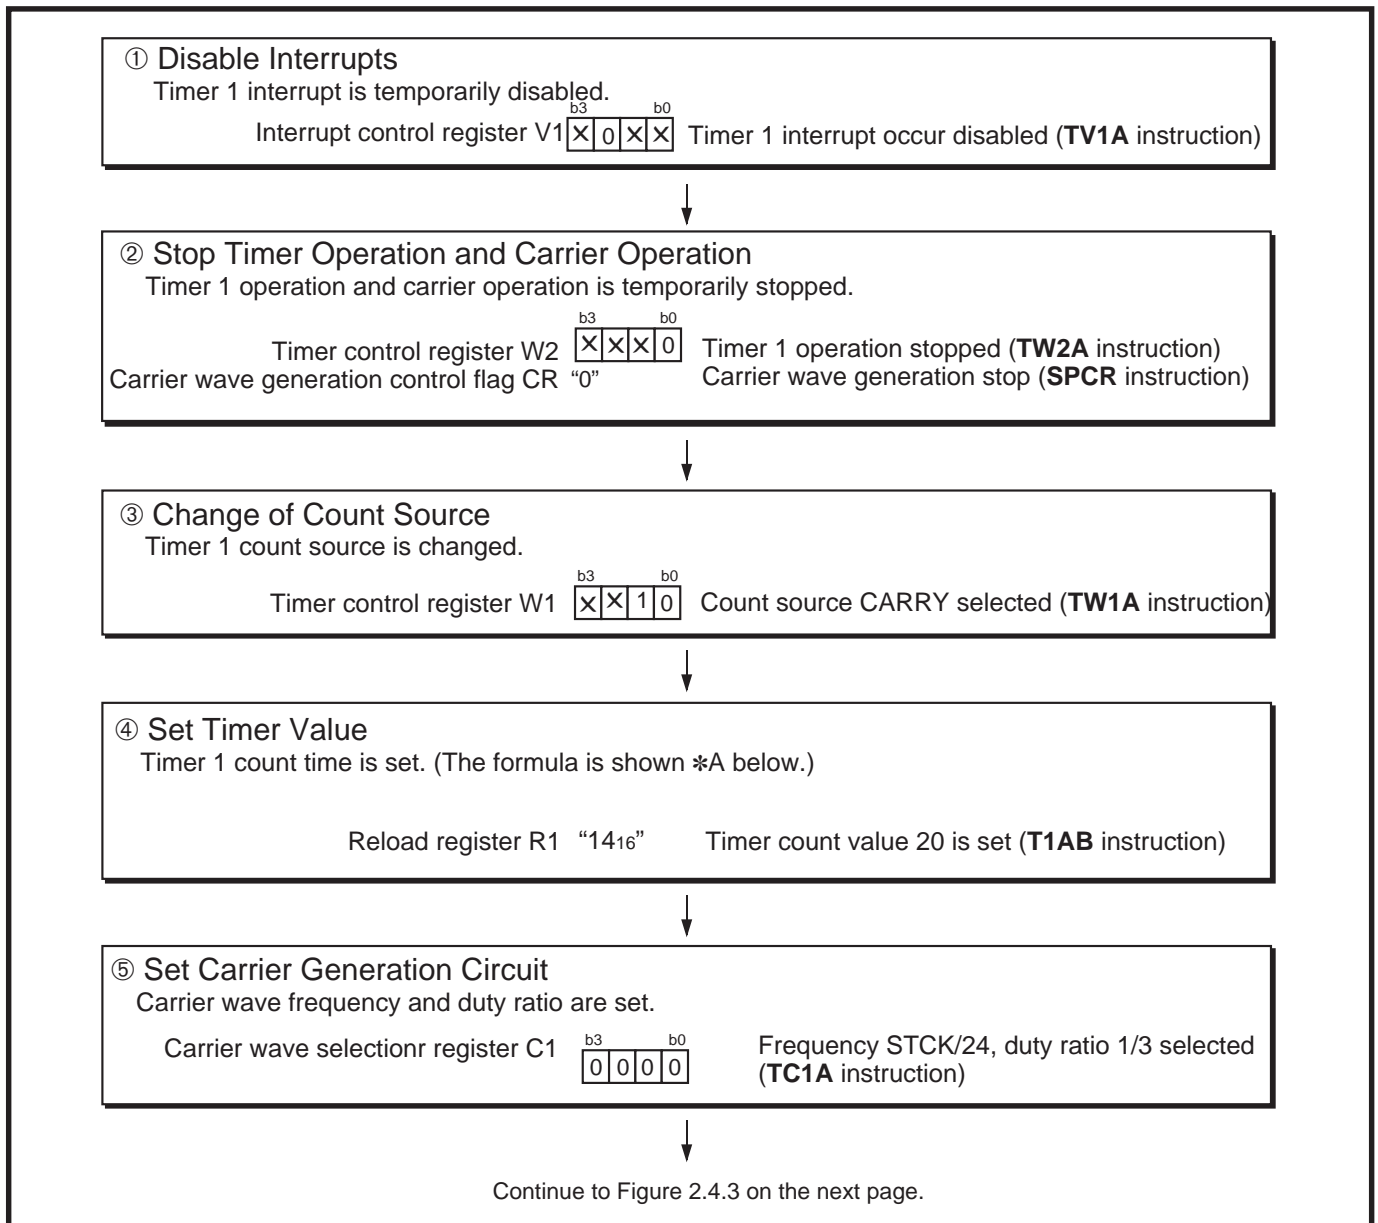 ① Disable Interrupts
Timer 1 interrupt is temporarily disabled.
b3 b0
Interrupt control register V1 × 0 × × Timer 1 interrupt occur disabled (TV1A instruction)
② Stop Timer Operation and Carrier Operation
Timer 1 operation and carrier operation is temporarily stopped.
b3 b0
Timer control register W2 × × × 0 Timer 1 operation stopped (TW2A instruction)
Carrier wave generation control flag CR “0” Carrier wave generation stop (SPCR instruction)
③ Change of Count Source
Timer 1 count source is changed.
b3 b0
Timer control register W1 × × 1 0 Count source CARRY selected (TW1A instruction)
④ Set Timer Value
Timer 1 count time is set. (The formula is shown ✻A below.)
Reload register R1 “1416” Timer count value 20 is set (T1AB instruction)
⑤ Set Carrier Generation Circuit
Carrier wave frequency and duty ratio are set.
b3 b0
Carrier wave selectionr register C1 0 0 0 0 Frequency STCK/24, duty ratio 1/3 selected
(TC1A instruction)
Continue to Figure 2.4.3 on the next page.